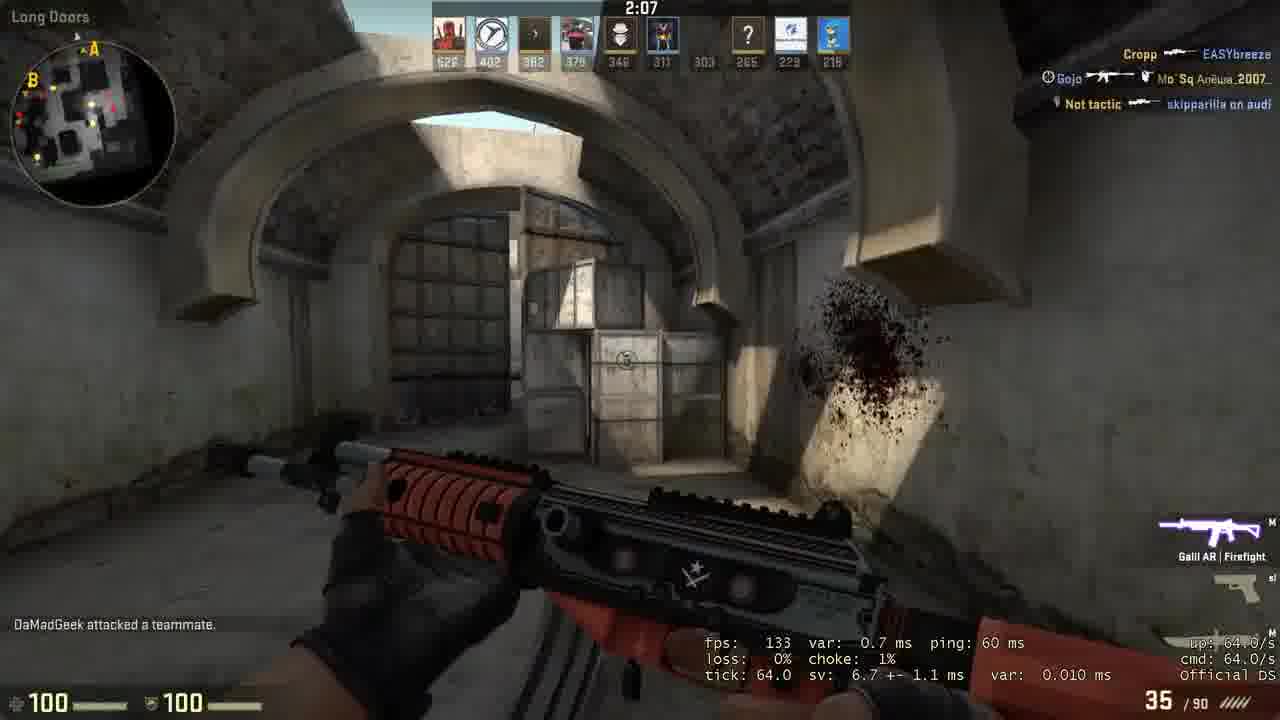 Long Doors
2:07
A
B
?
526 402 382 379 346 311 303 265 229 216
Cropp EASYbreeze
Gojo Mo`Sq Алёша_2007_
Not tactic skipparilla on audi
5
Galil AR | Firefight
DaMadGeek attacked a teammate.
fps: 133 var: 0.7 ms ping: 60 ms
loss: 0% choke: 1%
tick: 64.0 sv: 6.7 +- 1.1 ms var: 0.010 ms
up: 64.0/s
cmd: 64.0/s
Official DS
100 100
35 / 90